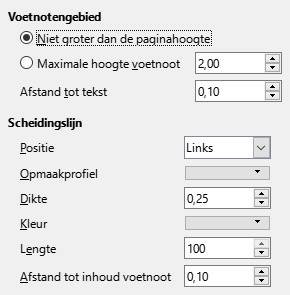 Voetnotengebied
Niet groter dan de paginahoogte
Maximale hoogte voetnoot 2,00
Afstand tot tekst 0,10
Scheidingslijn
Positie Links
Opmaakprofiel
Dikte 0,25
Kleur
Lengte 100
Afstand tot inhoud voetnoot 0,10